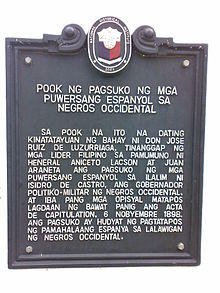 POOK NG PAGSUKO NG MGA
PUWERSANG ESPANYOL SA
NEGROS OCCIDENTAL
SA POOK NA ITO NA DATING
KINATATAYUAN NG BAHAY NI DON JOSE
RUIZ DE LUZURIAGA, TINANGGAP NG
MGA LIDER FILIPINO SA PAMUMUNO NI
HENERAL ANICETO LACSON AT JUAN
ARANETA ANG PAGSUKO NG MGA
PUWERSANG ESPANYOL SA ILALIM NI
ISIDRO DE CASTRO, ANG GOBERNADOR
POLITIKO-MILITAR NG NEGROS OCCIDENTAL,
AT IBA PANG MGA OPISYAL MATAPOS
LAGDAAN NG BAWAT PANIG ANG ACTA
DE CAPITULATION, 6 NOBYEMBRE 1898.
ANG PAGSUKO AY HUDYAT NG PAGTATAPOS
NG PAMAHALAANG ESPANYA SA LALAWIGAN
NG NEGROS OCCIDENTAL.